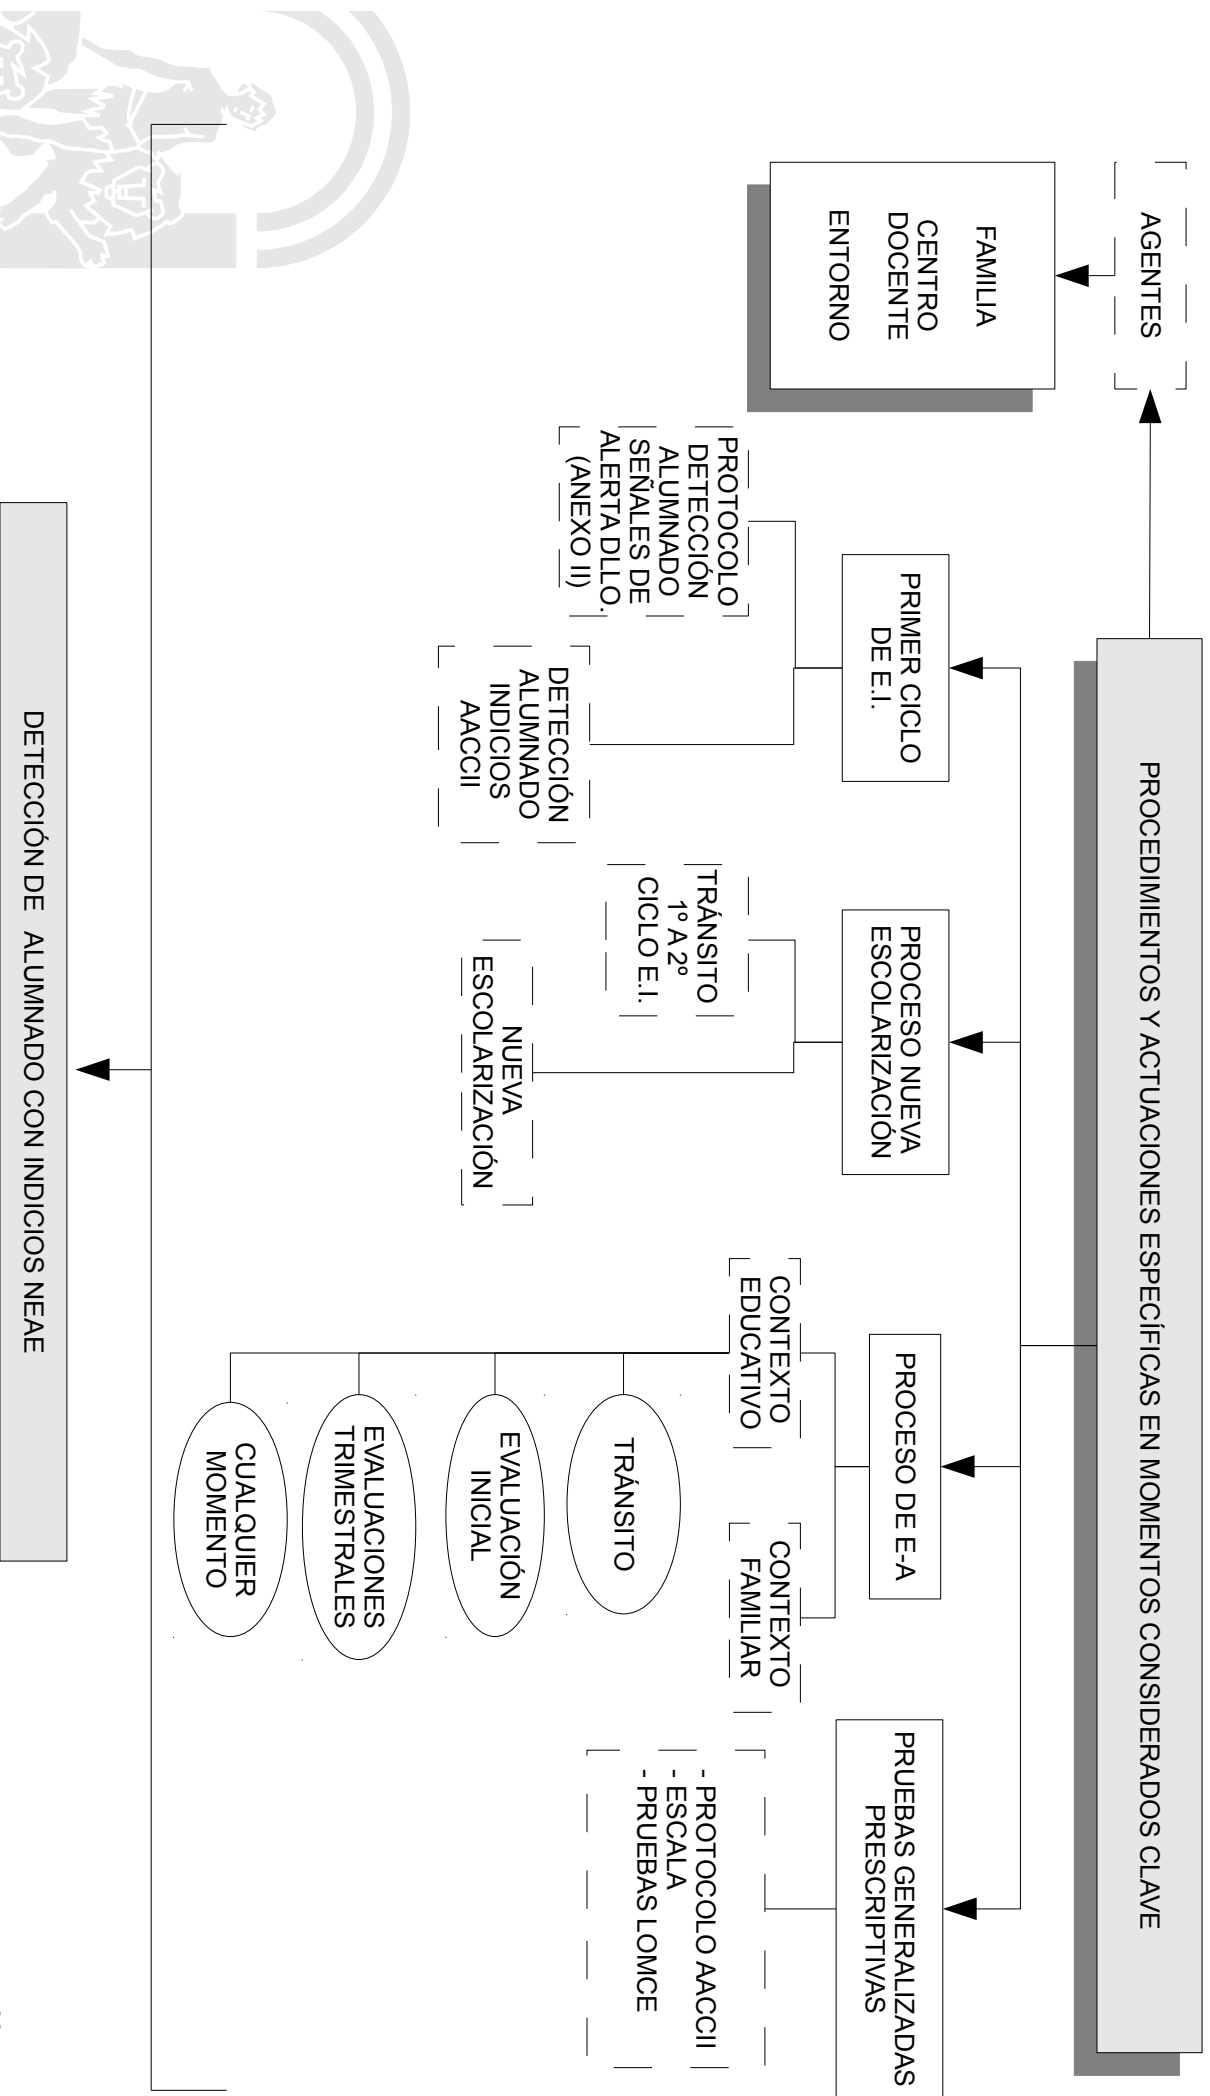 PROCEDIMIENTOS Y ACTUACIONES ESPECÍFICAS EN MOMENTOS CONSIDERADOS CLAVE
AGENTES
FAMILIA
CENTRO
DOCENTE
ENTORNO
PRIMER CICLO
DE E.I.
PROTOCOLO
DETECCIÓN
ALUMNADO
SEÑALES DE
ALERTA DLLO.
(ANEXO II)
DETECCIÓN
ALUMNADO
INDICIOS
AACCII
PROCESO NUEVA
ESCOLARIZACIÓN
TRÁNSITO
1º A 2º
CICLO E.I.
NUEVA
ESCOLARIZACIÓN
PROCESO DE E-A
CONTEXTO
EDUCATIVO
CONTEXTO
FAMILIAR
TRÁNSITO
EVALUACIÓN
INICIAL
EVALUACIONES
TRIMESTRALES
CUALQUIER
MOMENTO
PRUEBAS GENERALIZADAS
PRESCRIPTIVAS
- PROTOCOLO AACCII
- ESCALA
- PRUEBAS LOMCE
DETECCIÓN DE ALUMNADO CON INDICIOS NEAE